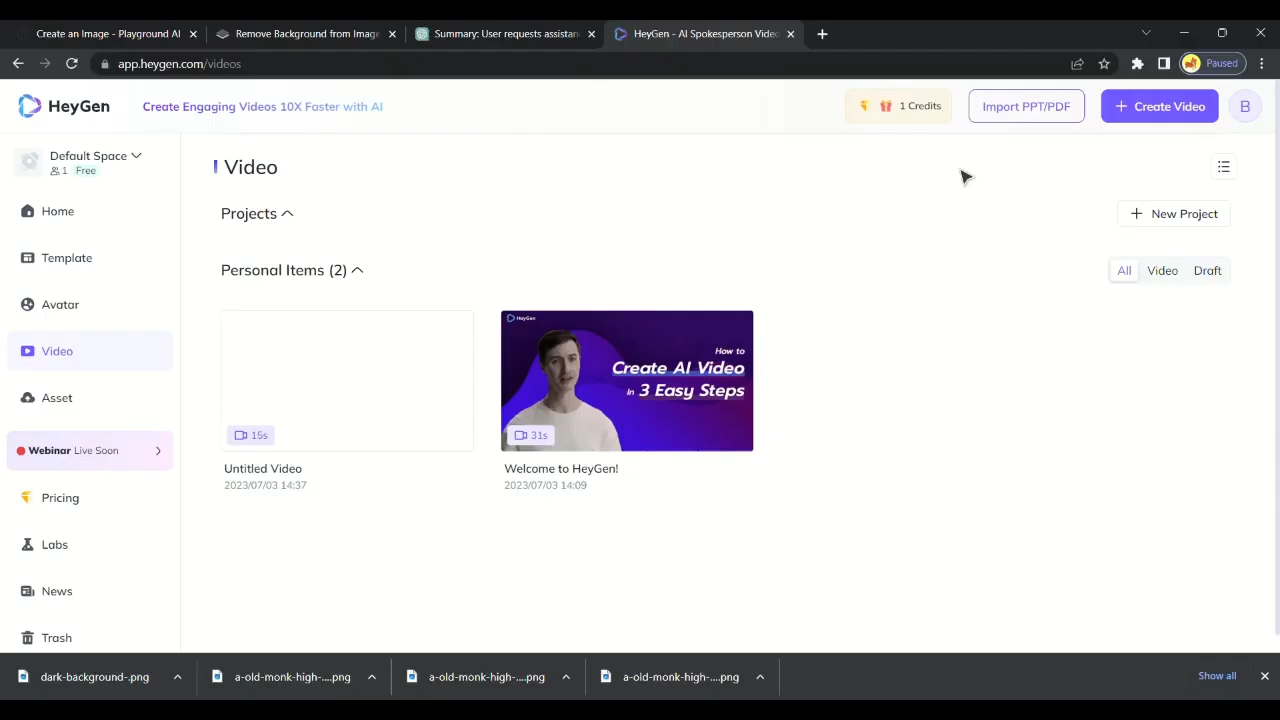 Create an Image - Playground AI
Remove Background from Image
Summary: User requests assistan
HeyGen - AI Spokesperson Video
app.heygen.com/videos
Paused
HeyGen
Create Engaging Videos 10X Faster with AI
1 Credits
Import PPT/PDF
+ Create Video
B
Default Space
1 Free
Home
Template
Avatar
Video
Asset
Webinar Live Soon
Pricing
Labs
News
Trash
Video
Projects
+ New Project
Personal Items (2)
All Video Draft
15s
Untitled Video
2023/07/03 14:37
HeyGen
How to
Create AI Video
in 3 Easy Steps
31s
Welcome to HeyGen!
2023/07/03 14:09
dark-background-.png
a-old-monk-high-....png
a-old-monk-high-....png
a-old-monk-high-....png
Show all